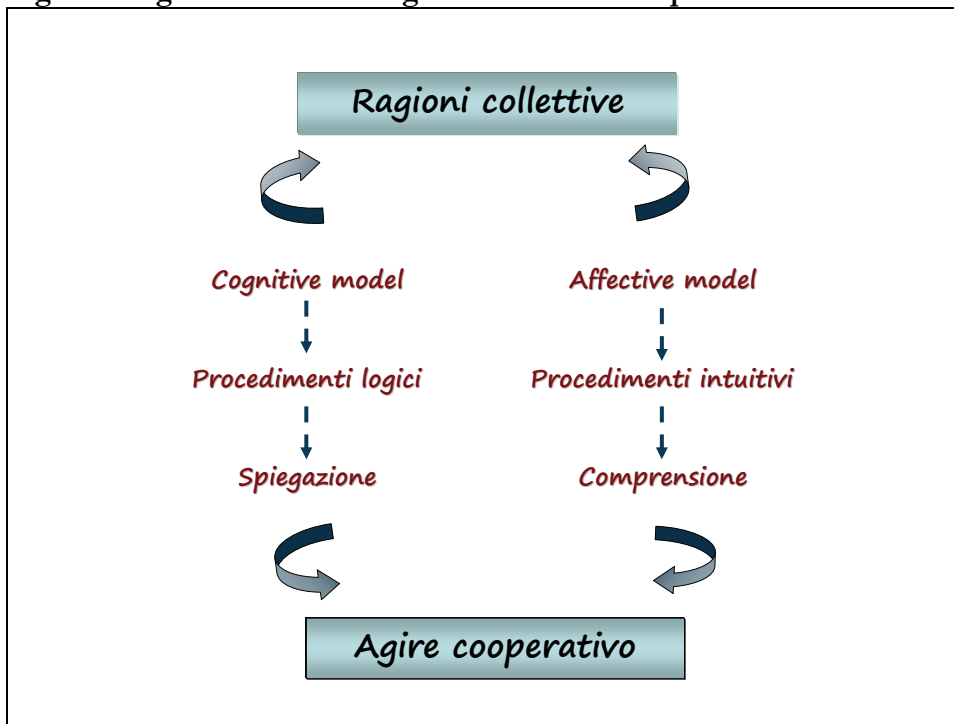 Ragioni collettive
Cognitive model
Affective model
Procedimenti logici
Procedimenti intuitivi
Spiegazione
Comprensione
Agire cooperativo